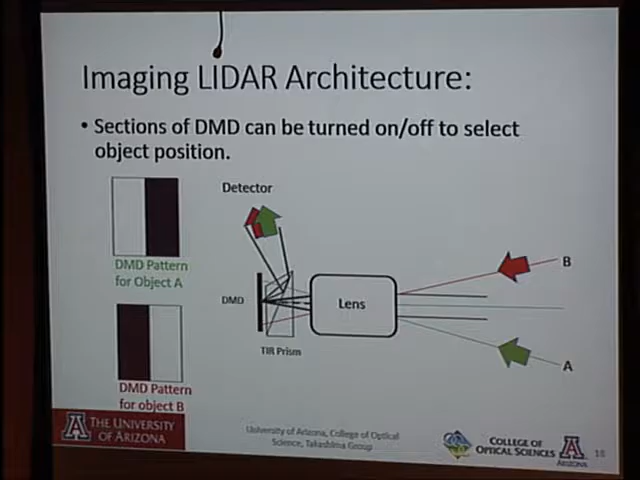 Imaging LIDAR Architecture:
• Sections of DMD can be turned on/off to select
object position.
Detector
DMD Pattern
for Object A
DMD
Lens
B
A
TIR Prism
DMD Pattern
for object B
A THE UNIVERSITY
OF ARIZONA
University of Arizona, College of Optical
Science, Takashima Group
COLLEGE OF
OPTICAL SCIENCES
A
ARIZONA
18